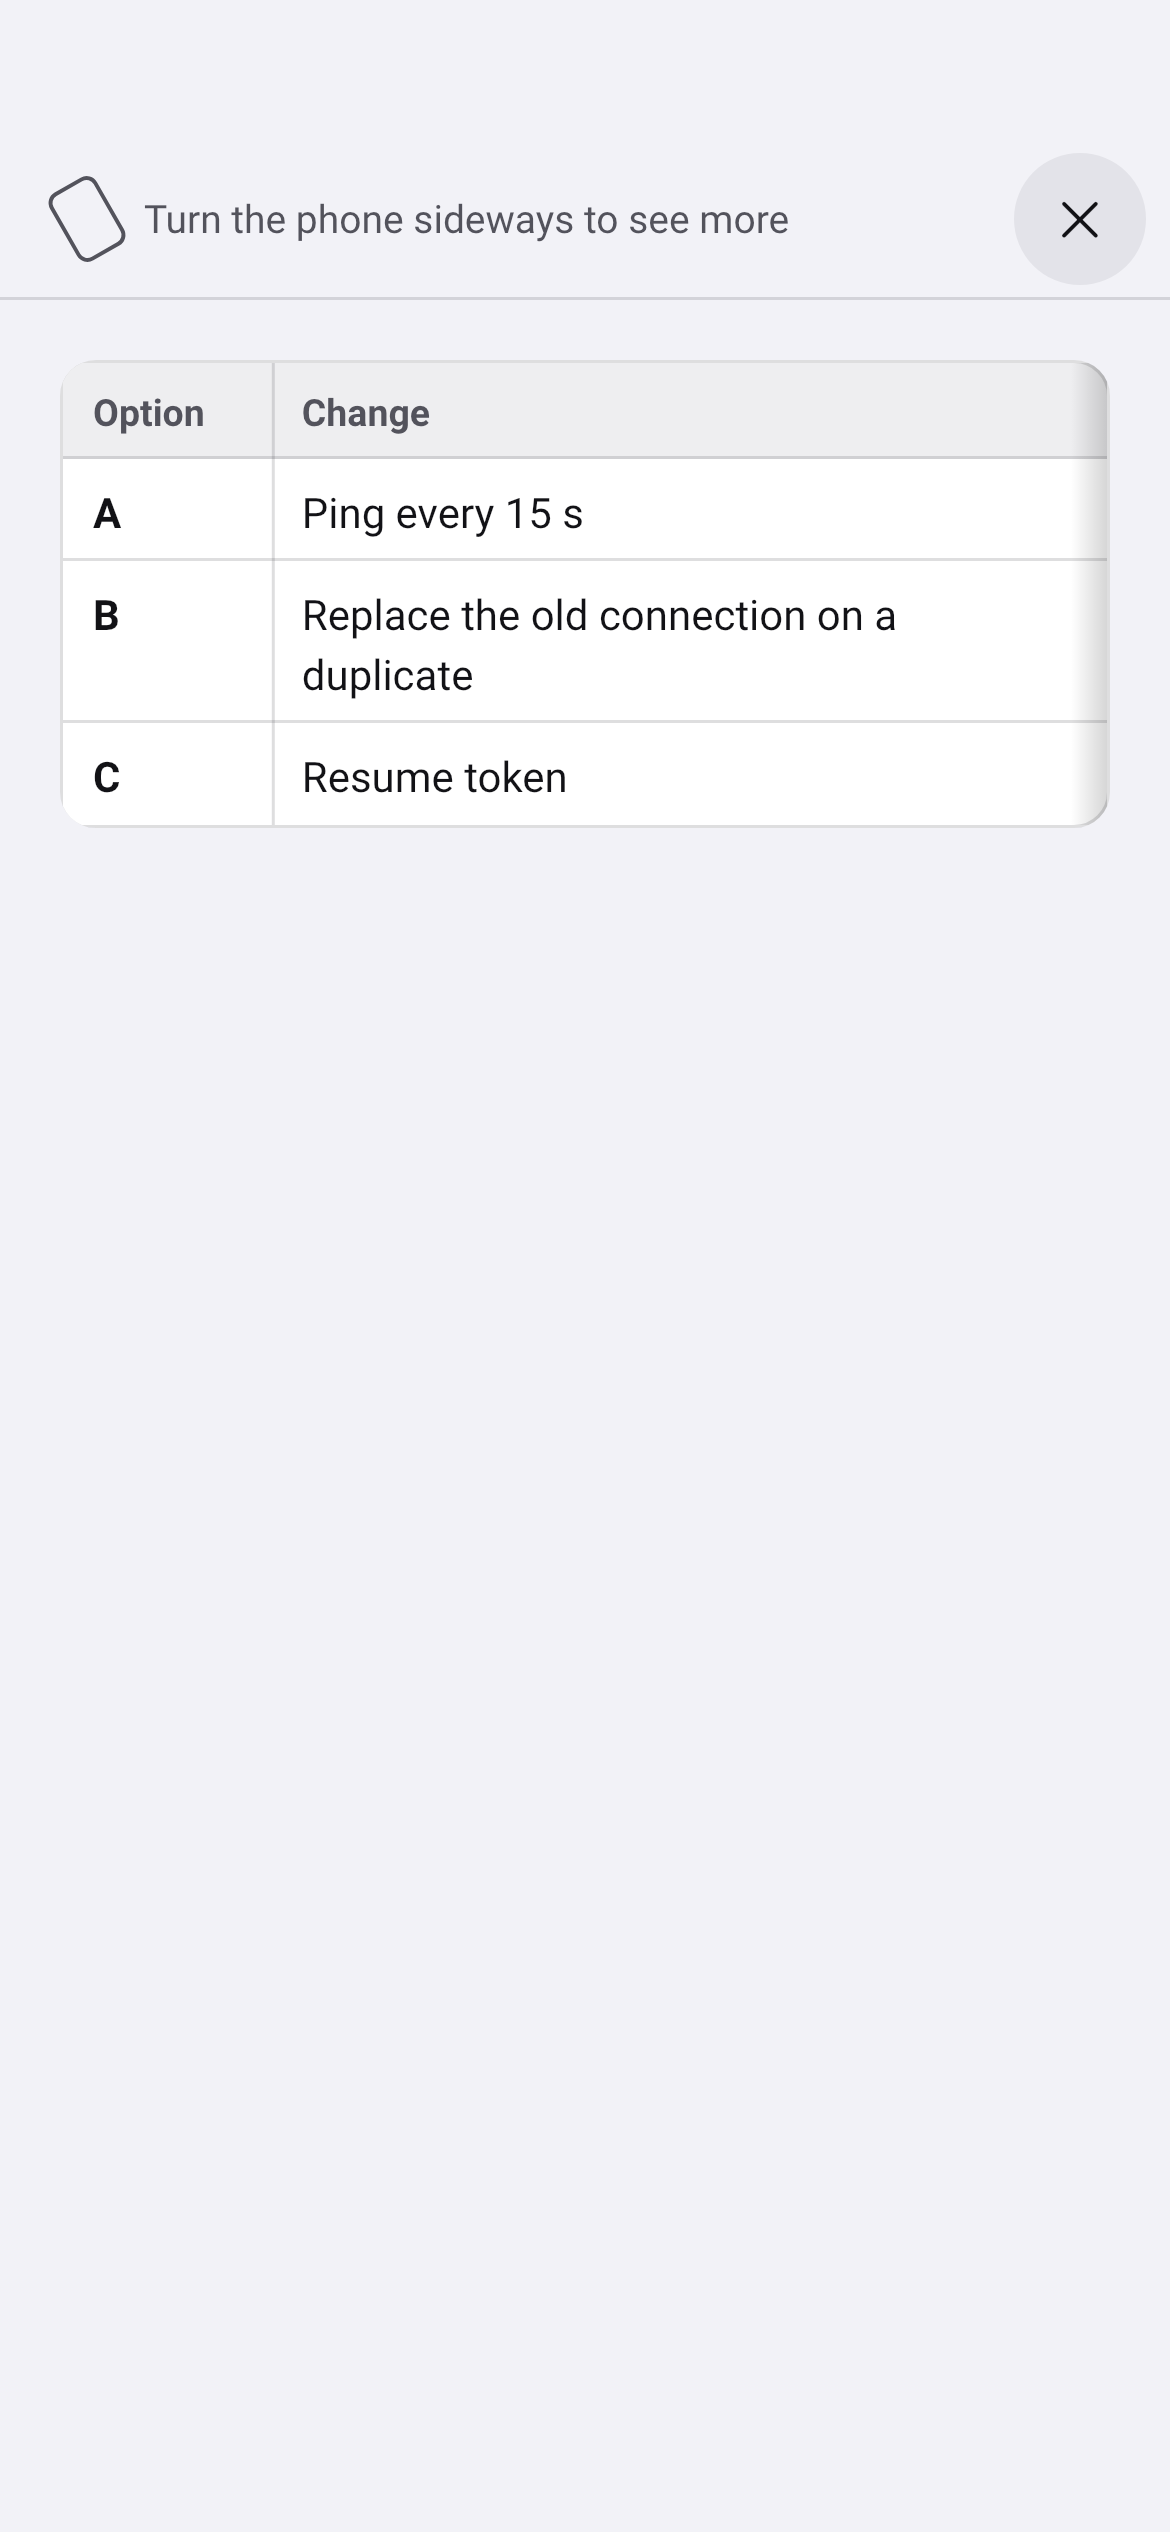 Turn the phone sideways to see more
Option Change
A Ping every 15 s
B Replace the old connection on a
duplicate
C Resume token